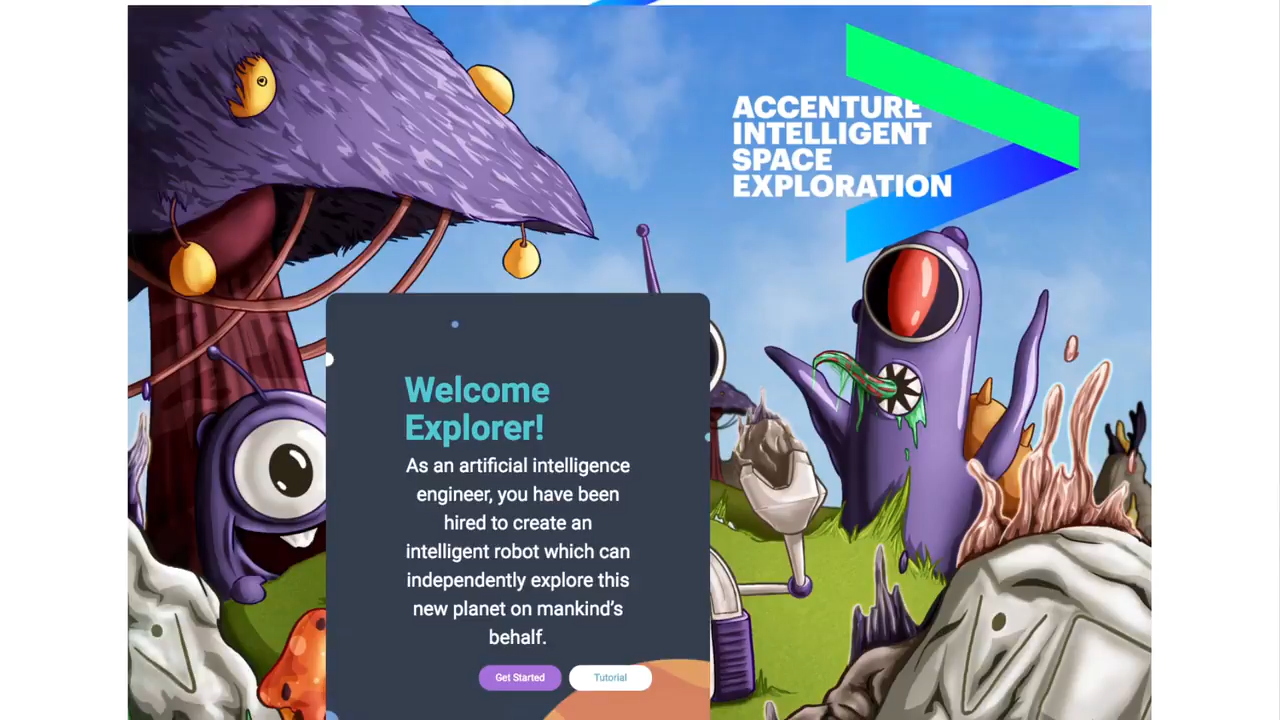 ACCENTURE
INTELLIGENT
SPACE
EXPLORATION
Welcome
Explorer!
As an artificial intelligence
engineer, you have been
hired to create an
intelligent robot which can
independently explore this
new planet on mankind’s
behalf.
Get Started
Tutorial